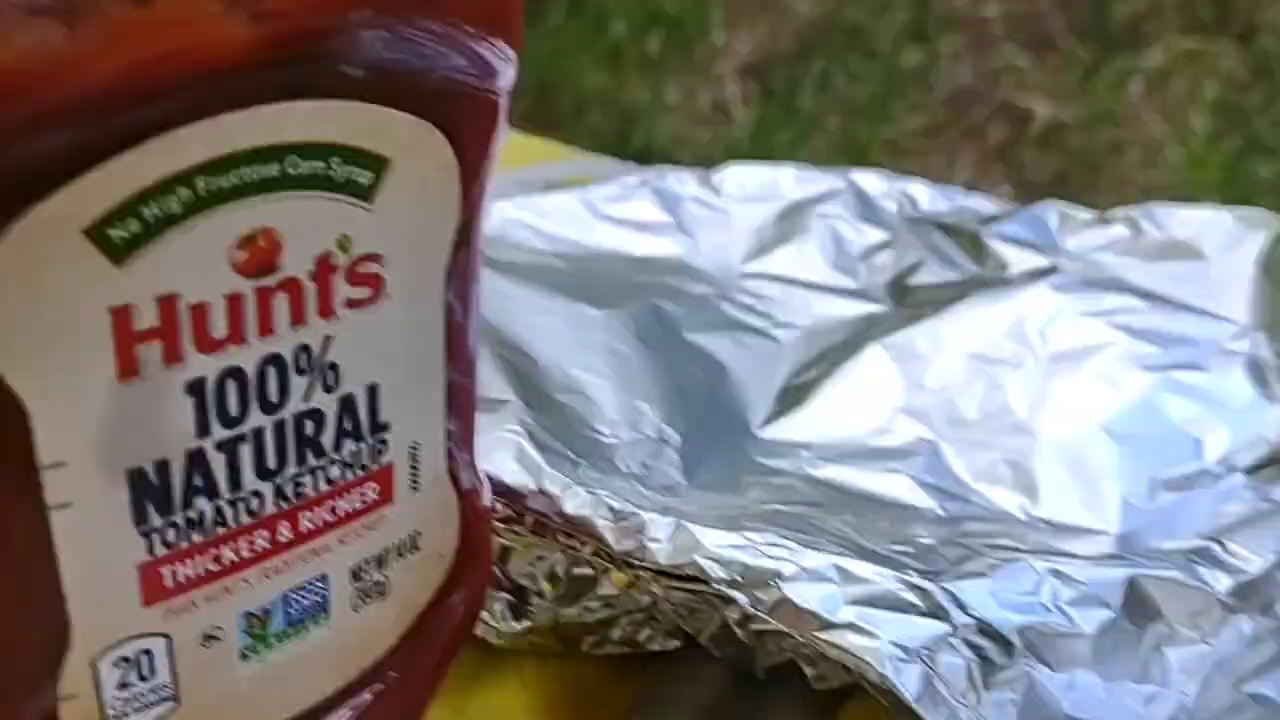 No High Fructose Corn Syrup
Hunt's
100%
NATURAL
TOMATO KETCHUP
THICKER & RICHER
20